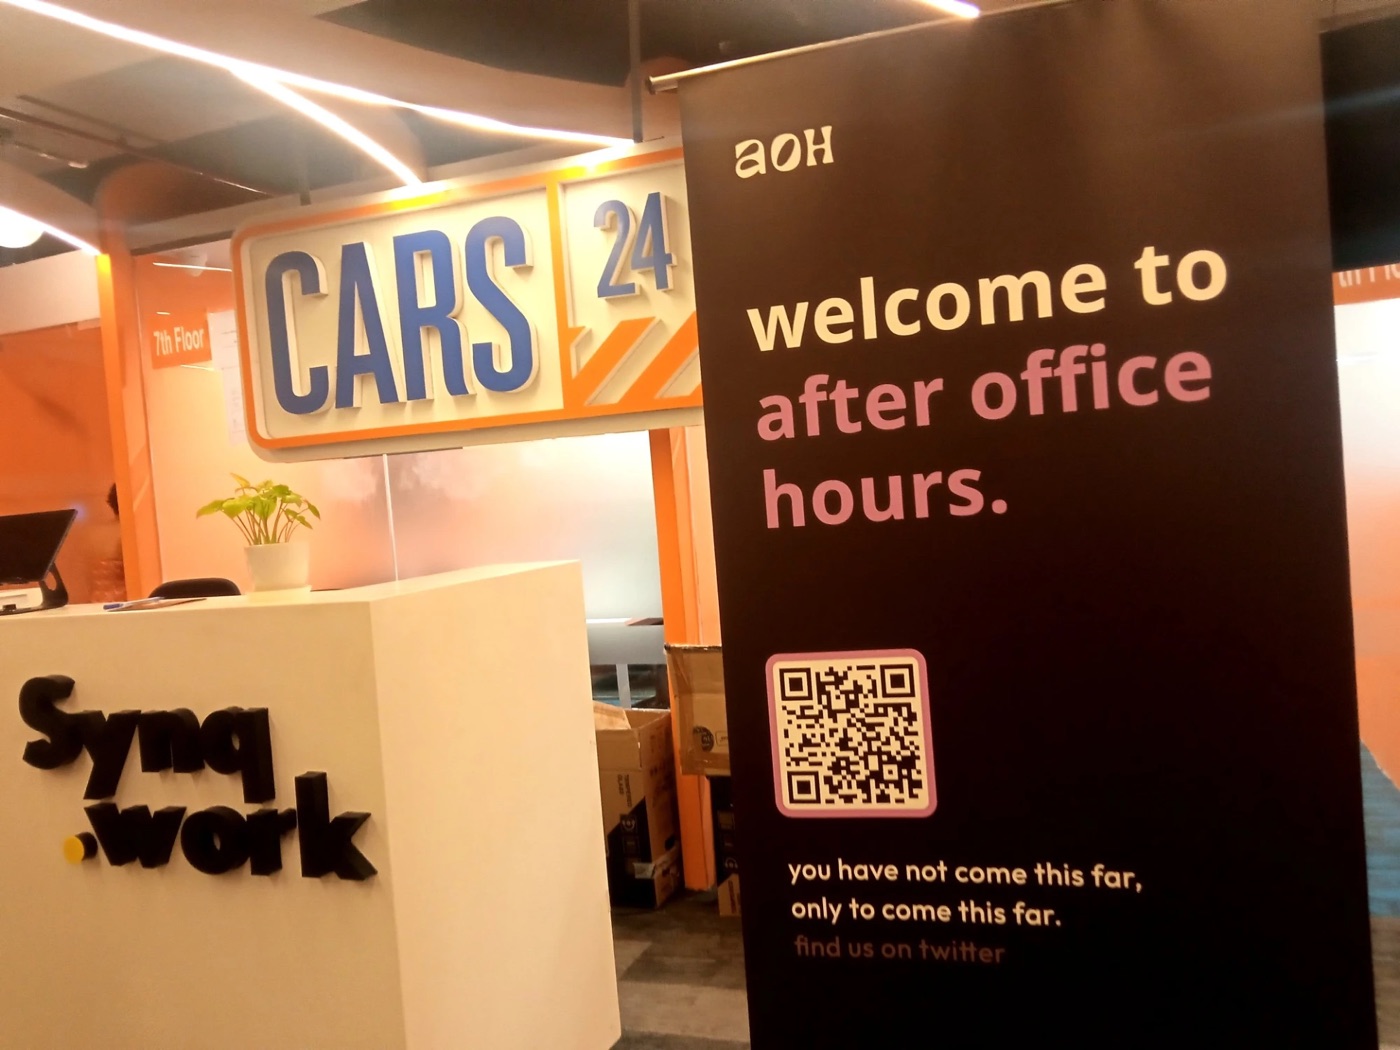 7th Floor
CARS
24
Synq
.work
aoH
welcome to
after office
hours.
you have not come this far,
only to come this far.
find us on twitter